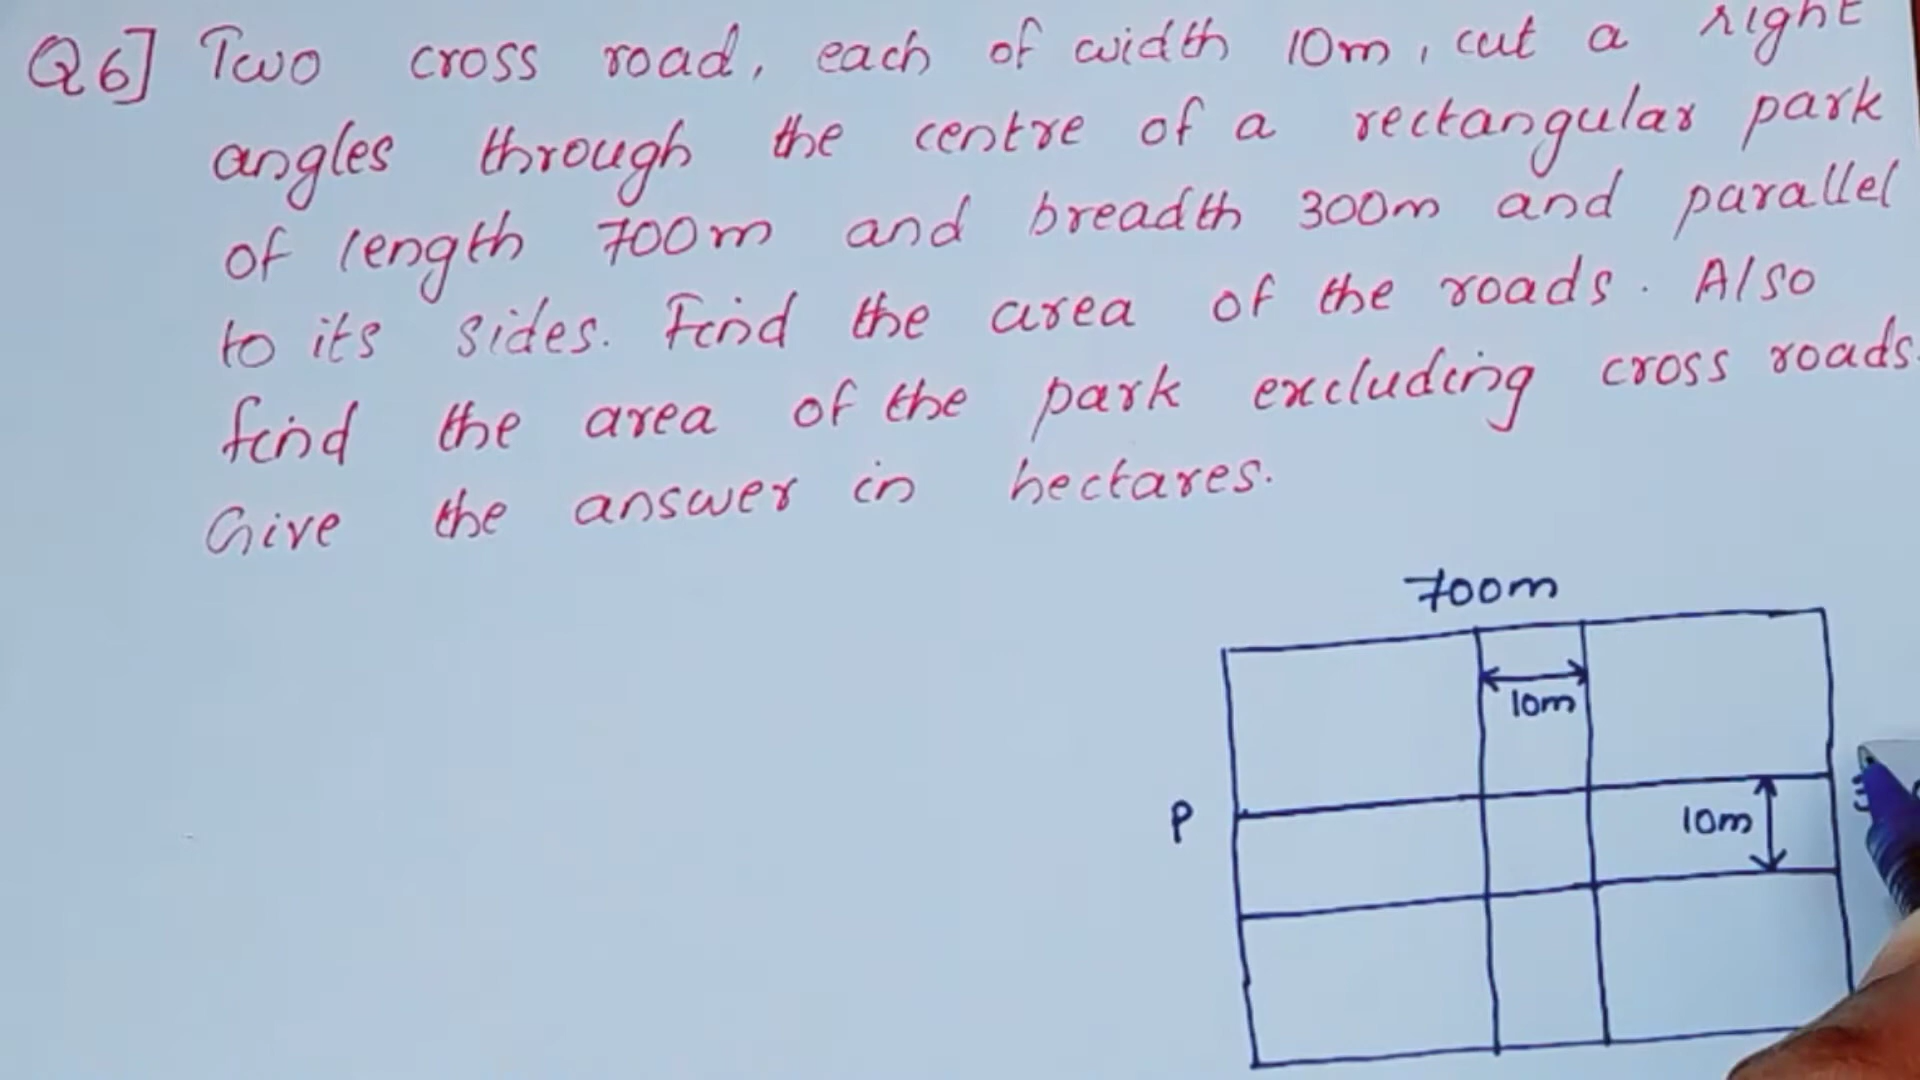 Q6] Two cross road, each of width 10m, cut a right
angles through the centre of a rectangular park
of length 700m and breadth 300m and parallel
to its sides. Find the area of the roads. Also
find the area of the park excluding cross roads.
Give the answer in hectares.
700m
10m
P
10m